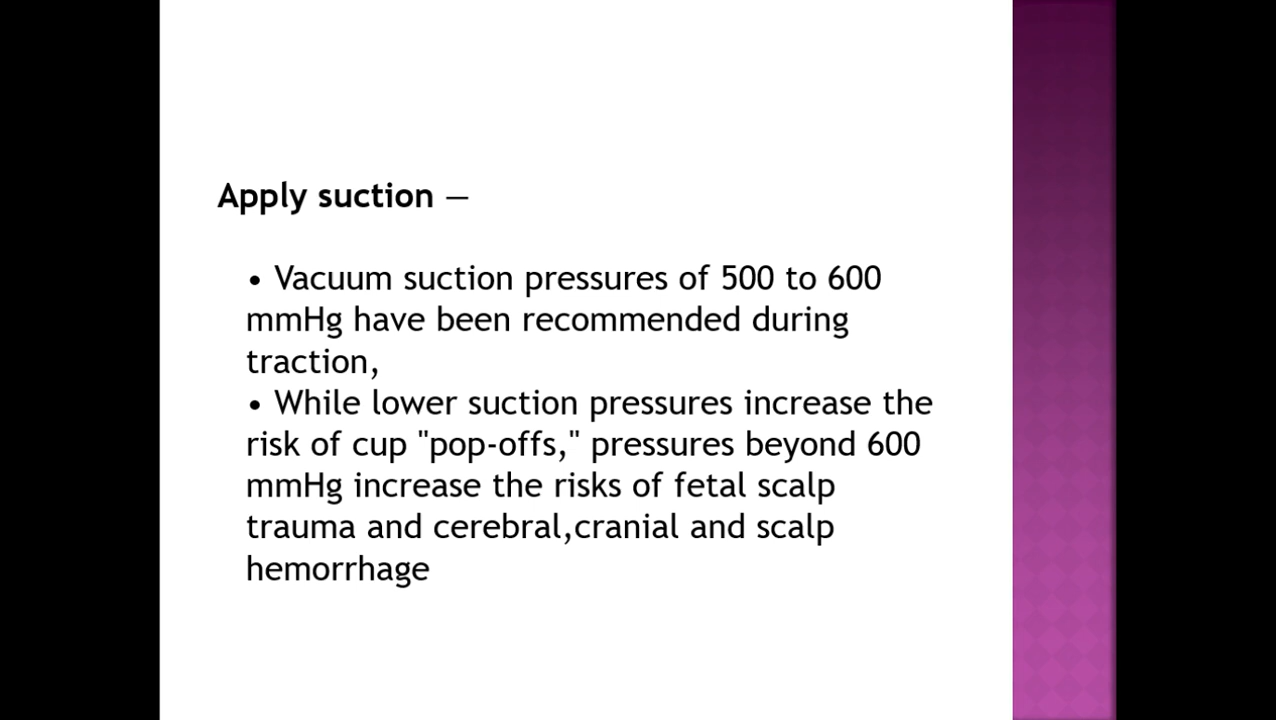 Apply suction —
• Vacuum suction pressures of 500 to 600
mmHg have been recommended during
traction,
• While lower suction pressures increase the
risk of cup "pop-offs," pressures beyond 600
mmHg increase the risks of fetal scalp
trauma and cerebral,cranial and scalp
hemorrhage